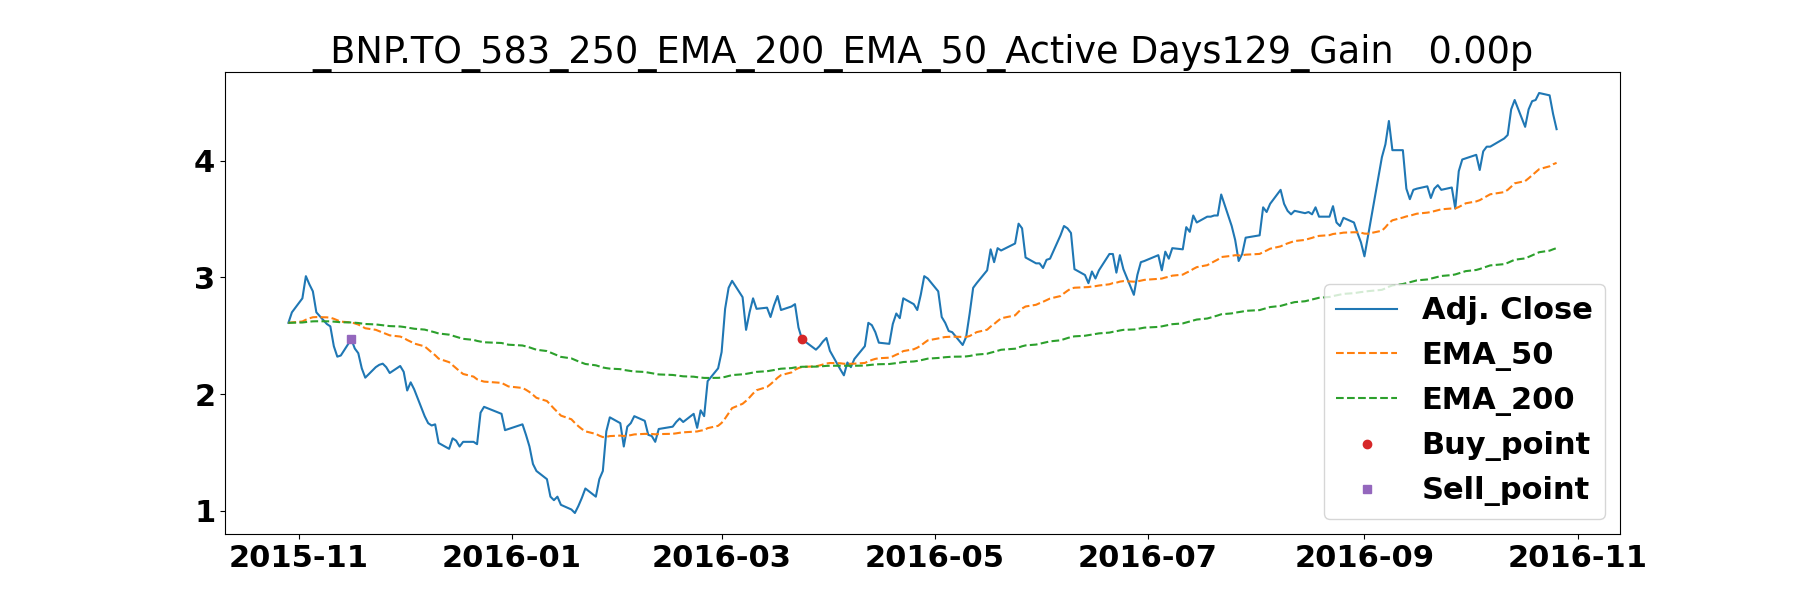 _BNP.TO_583_250_EMA_200_EMA_50_Active Days129_Gain   0.00p
4
3
2
1
2015-11 2016-01 2016-03 2016-05 2016-07 2016-09 2016-11
Adj. Close
EMA_50
EMA_200
Buy_point
Sell_point